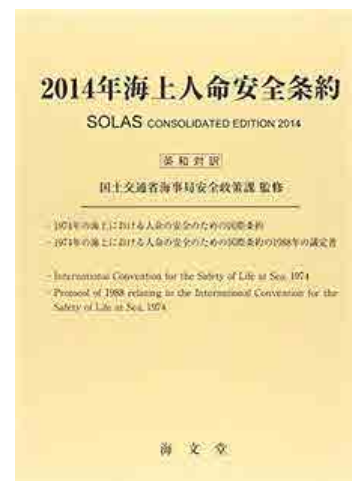 2014年海上人命安全条約
SOLAS CONSOLIDATED EDITION 2014
英和対訳
国土交通省海事局安全政策課 監修
- 1974年の海上における人命の安全のための国際条約
- 1974年の海上における人命の安全のための国際条約の1988年の議定書
- International Convention for the Safety of Life at Sea, 1974
- Protocol of 1988 relating to the International Convention for the
Safety of Life at Sea, 1974
海文堂